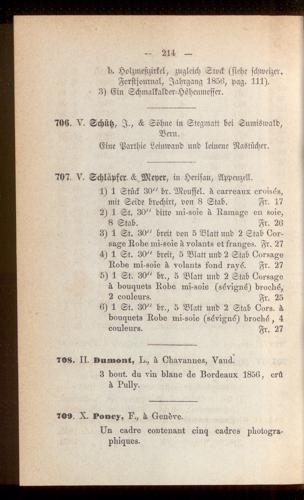 — 214 —
b. Holzmeßzirkel, zugleich Stock (siehe schweizer.
Forstjournal, Jahrgang 1856, pag. 111).
3) Ein Schmalkalder-Höhenmesser.
706. V. Schütz, J., & Söhne in Stegmatt bei Sumiswald,
Bern.
Eine Parthie Leinwand und leinene Nastücher.
707. V. Schläpfer & Meyer, in Herisau, Appenzell.
1) 1 Stück 30″ br. Moussel. à carreaux croisés,
mit Seide brochirt, von 8 Stab. Fr. 17
2) 1 St. 30″ bitto mi-soie à Ramage en soie,
8 Stab. Fr. 26
3) 1 St. 30″ breit von 5 Blatt und 2 Stab Cor-
sage Robe mi-soie à volants et franges. Fr. 27
4) 1 St. 30″ breit, 5 Blatt und 2 Stab Corsage
Robe mi-soie à volants fond rayé. Fr. 27
5) 1 St. 30″ br., 5 Blatt und 2 Stab Corsage
à bouquets Robe mi-soie (sévigné) broché,
2 couleurs. Fr. 25
6) 1 St. 30″ br., 5 Blatt und 2 Stab Cors. à
bouquets Robe mi-soie (sévigné) broché, 4
couleurs. Fr. 27
708. II. Dumont, L., à Chavannes, Vaud.
3 bout. du vin blanc de Bordeaux 1856, crû
à Pully.
709. X. Poncy, F., à Genève.
Un cadre contenant cinq cadres photogra-
phiques.